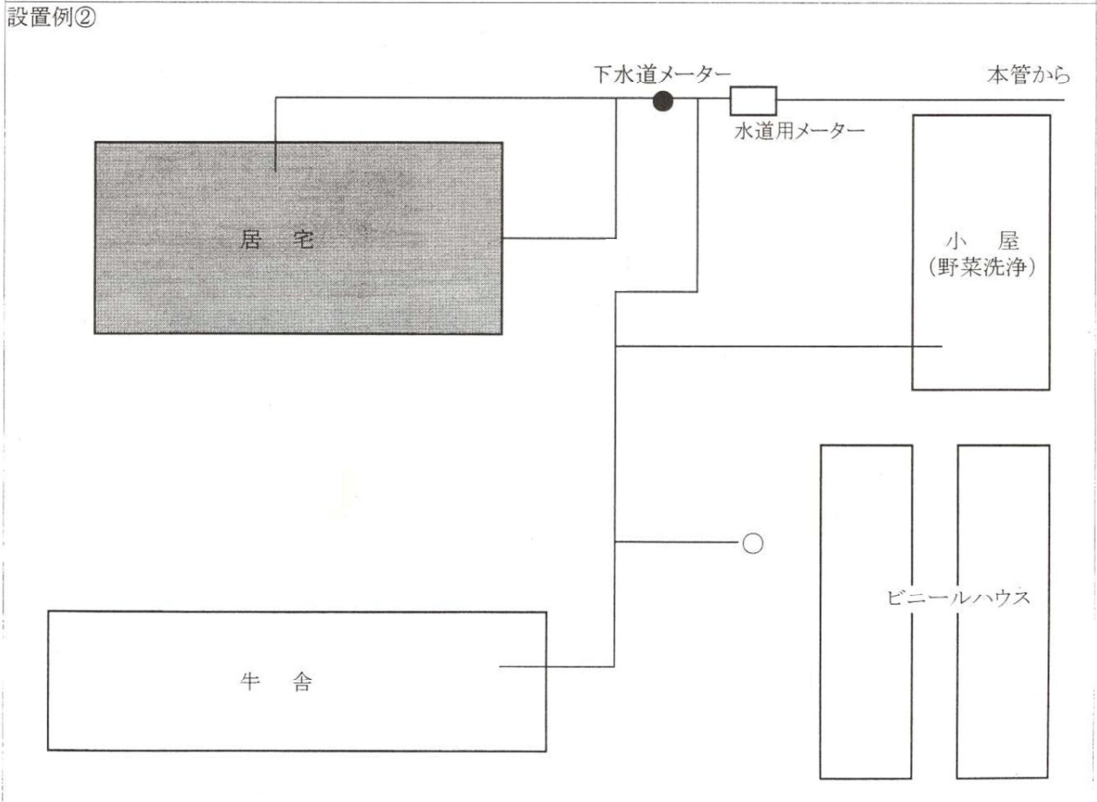 設置例②
下水道メーター
本管から
水道用メーター
居 宅
小 屋
(野菜洗浄)
ビニールハウス
牛 舎